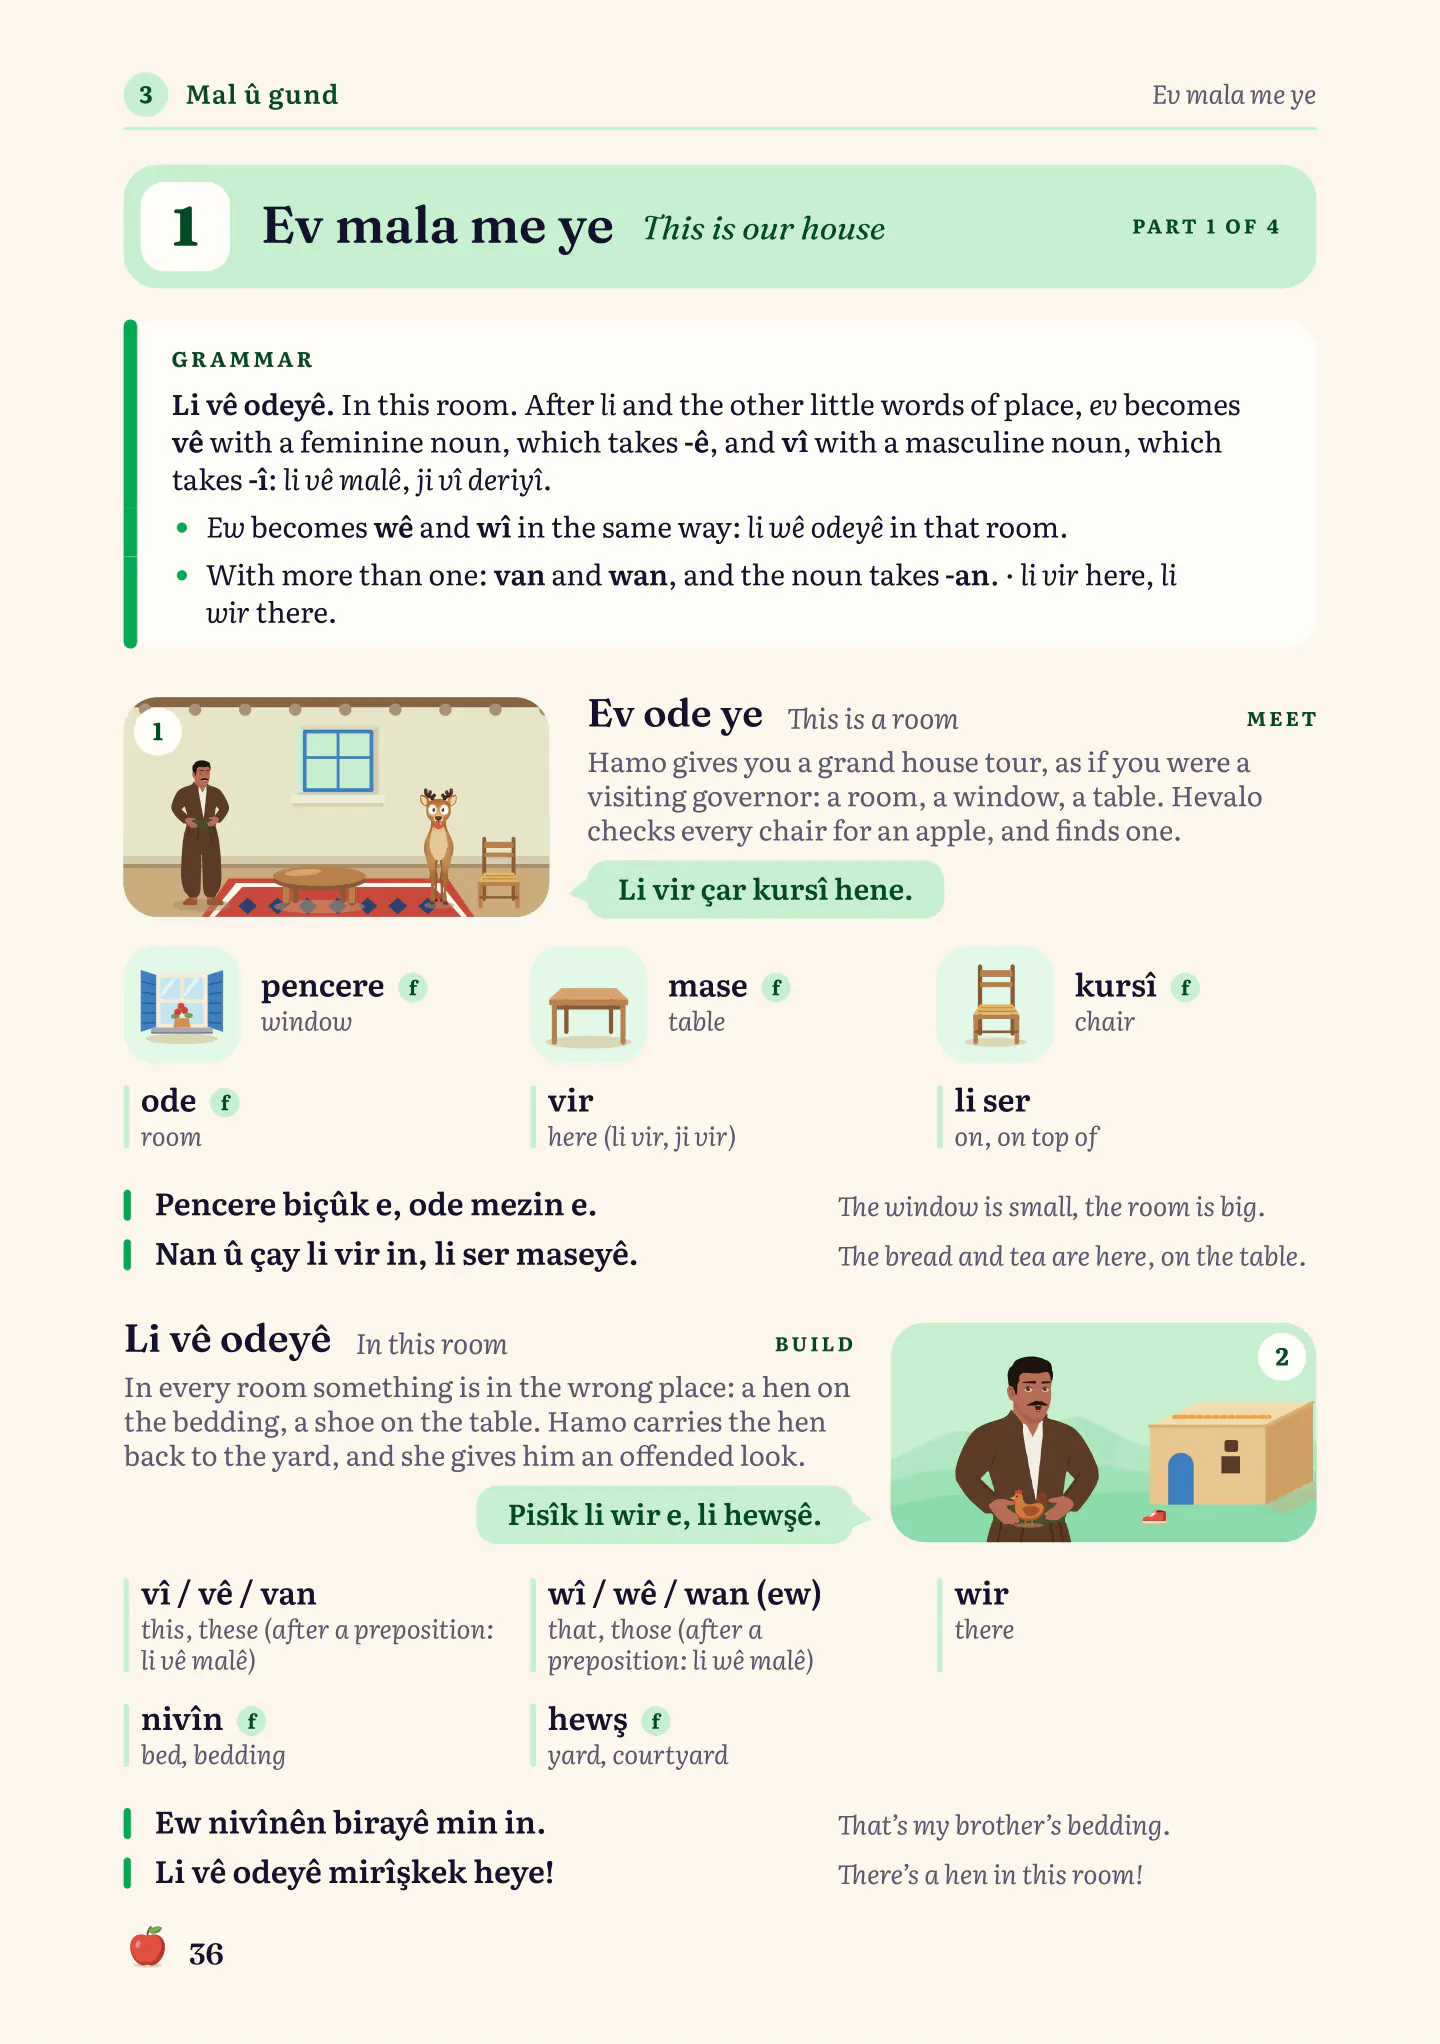 3 Mal û gund
Ev mala me ye
1 Ev mala me ye This is our house PART 1 OF 4
GRAMMAR
Li vê odeyê. In this room. After li and the other little words of place, ev becomes
vê with a feminine noun, which takes -ê, and vî with a masculine noun, which
takes -î: li vê malê, ji vî deriyî.
• Ew becomes wê and wî in the same way: li wê odeyê in that room.
• With more than one: van and wan, and the noun takes -an. · li vir here, li
wir there.
1
Ev ode ye This is a room MEET
Hamo gives you a grand house tour, as if you were a
visiting governor: a room, a window, a table. Hevalo
checks every chair for an apple, and finds one.
Li vir çar kursî hene.
pencere f
window
mase f
table
kursî f
chair
ode f
room
vir
here (li vir, ji vir)
li ser
on, on top of
Pencere biçûk e, ode mezin e. The window is small, the room is big.
Nan û çay li vir in, li ser maseyê. The bread and tea are here, on the table.
Li vê odeyê In this room BUILD
In every room something is in the wrong place: a hen on
the bedding, a shoe on the table. Hamo carries the hen
back to the yard, and she gives him an offended look.
Pisîk li wir e, li hewşê.
2
vî / vê / van
this, these (after a preposition:
li vê malê)
wî / wê / wan (ew)
that, those (after a
preposition: li wê malê)
wir
there
nivîn f
bed, bedding
hewş f
yard, courtyard
Ew nivînên birayê min in. That's my brother's bedding.
Li vê odeyê mirîşkek heye! There's a hen in this room!
36